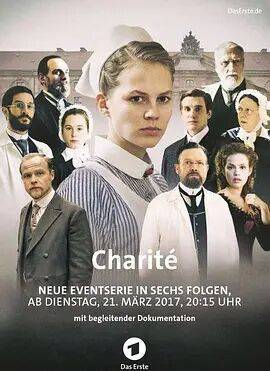 DasErste.de
Charité
NEUE EVENTSERIE IN SECHS FOLGEN,
AB DIENSTAG, 21. MÄRZ 2017, 20:15 UHR
mit begleitender Dokumentation
1
Das Erste